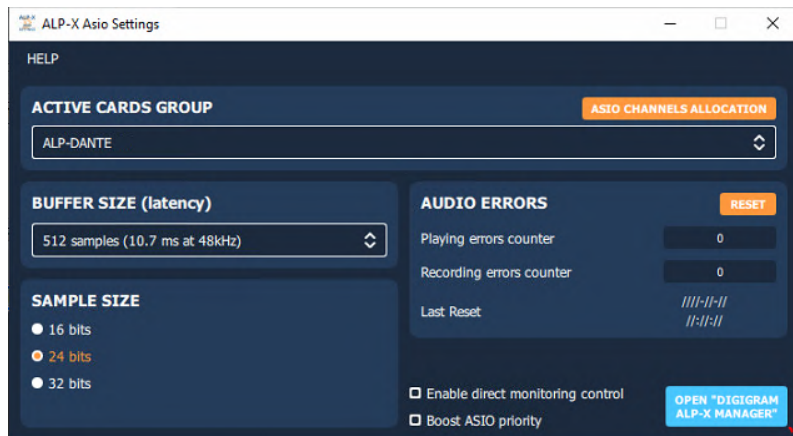 ALP-X Asio Settings
HELP
ACTIVE CARDS GROUP
ASIO CHANNELS ALLOCATION
ALP-DANTE
BUFFER SIZE (latency)
512 samples (10.7 ms at 48kHz)
SAMPLE SIZE
16 bits
24 bits
32 bits
AUDIO ERRORS
RESET
Playing errors counter
0
Recording errors counter
0
Last Reset
////-//-//
//://://
Enable direct monitoring control
Boost ASIO priority
OPEN "DIGIGRAM
ALP-X MANAGER"